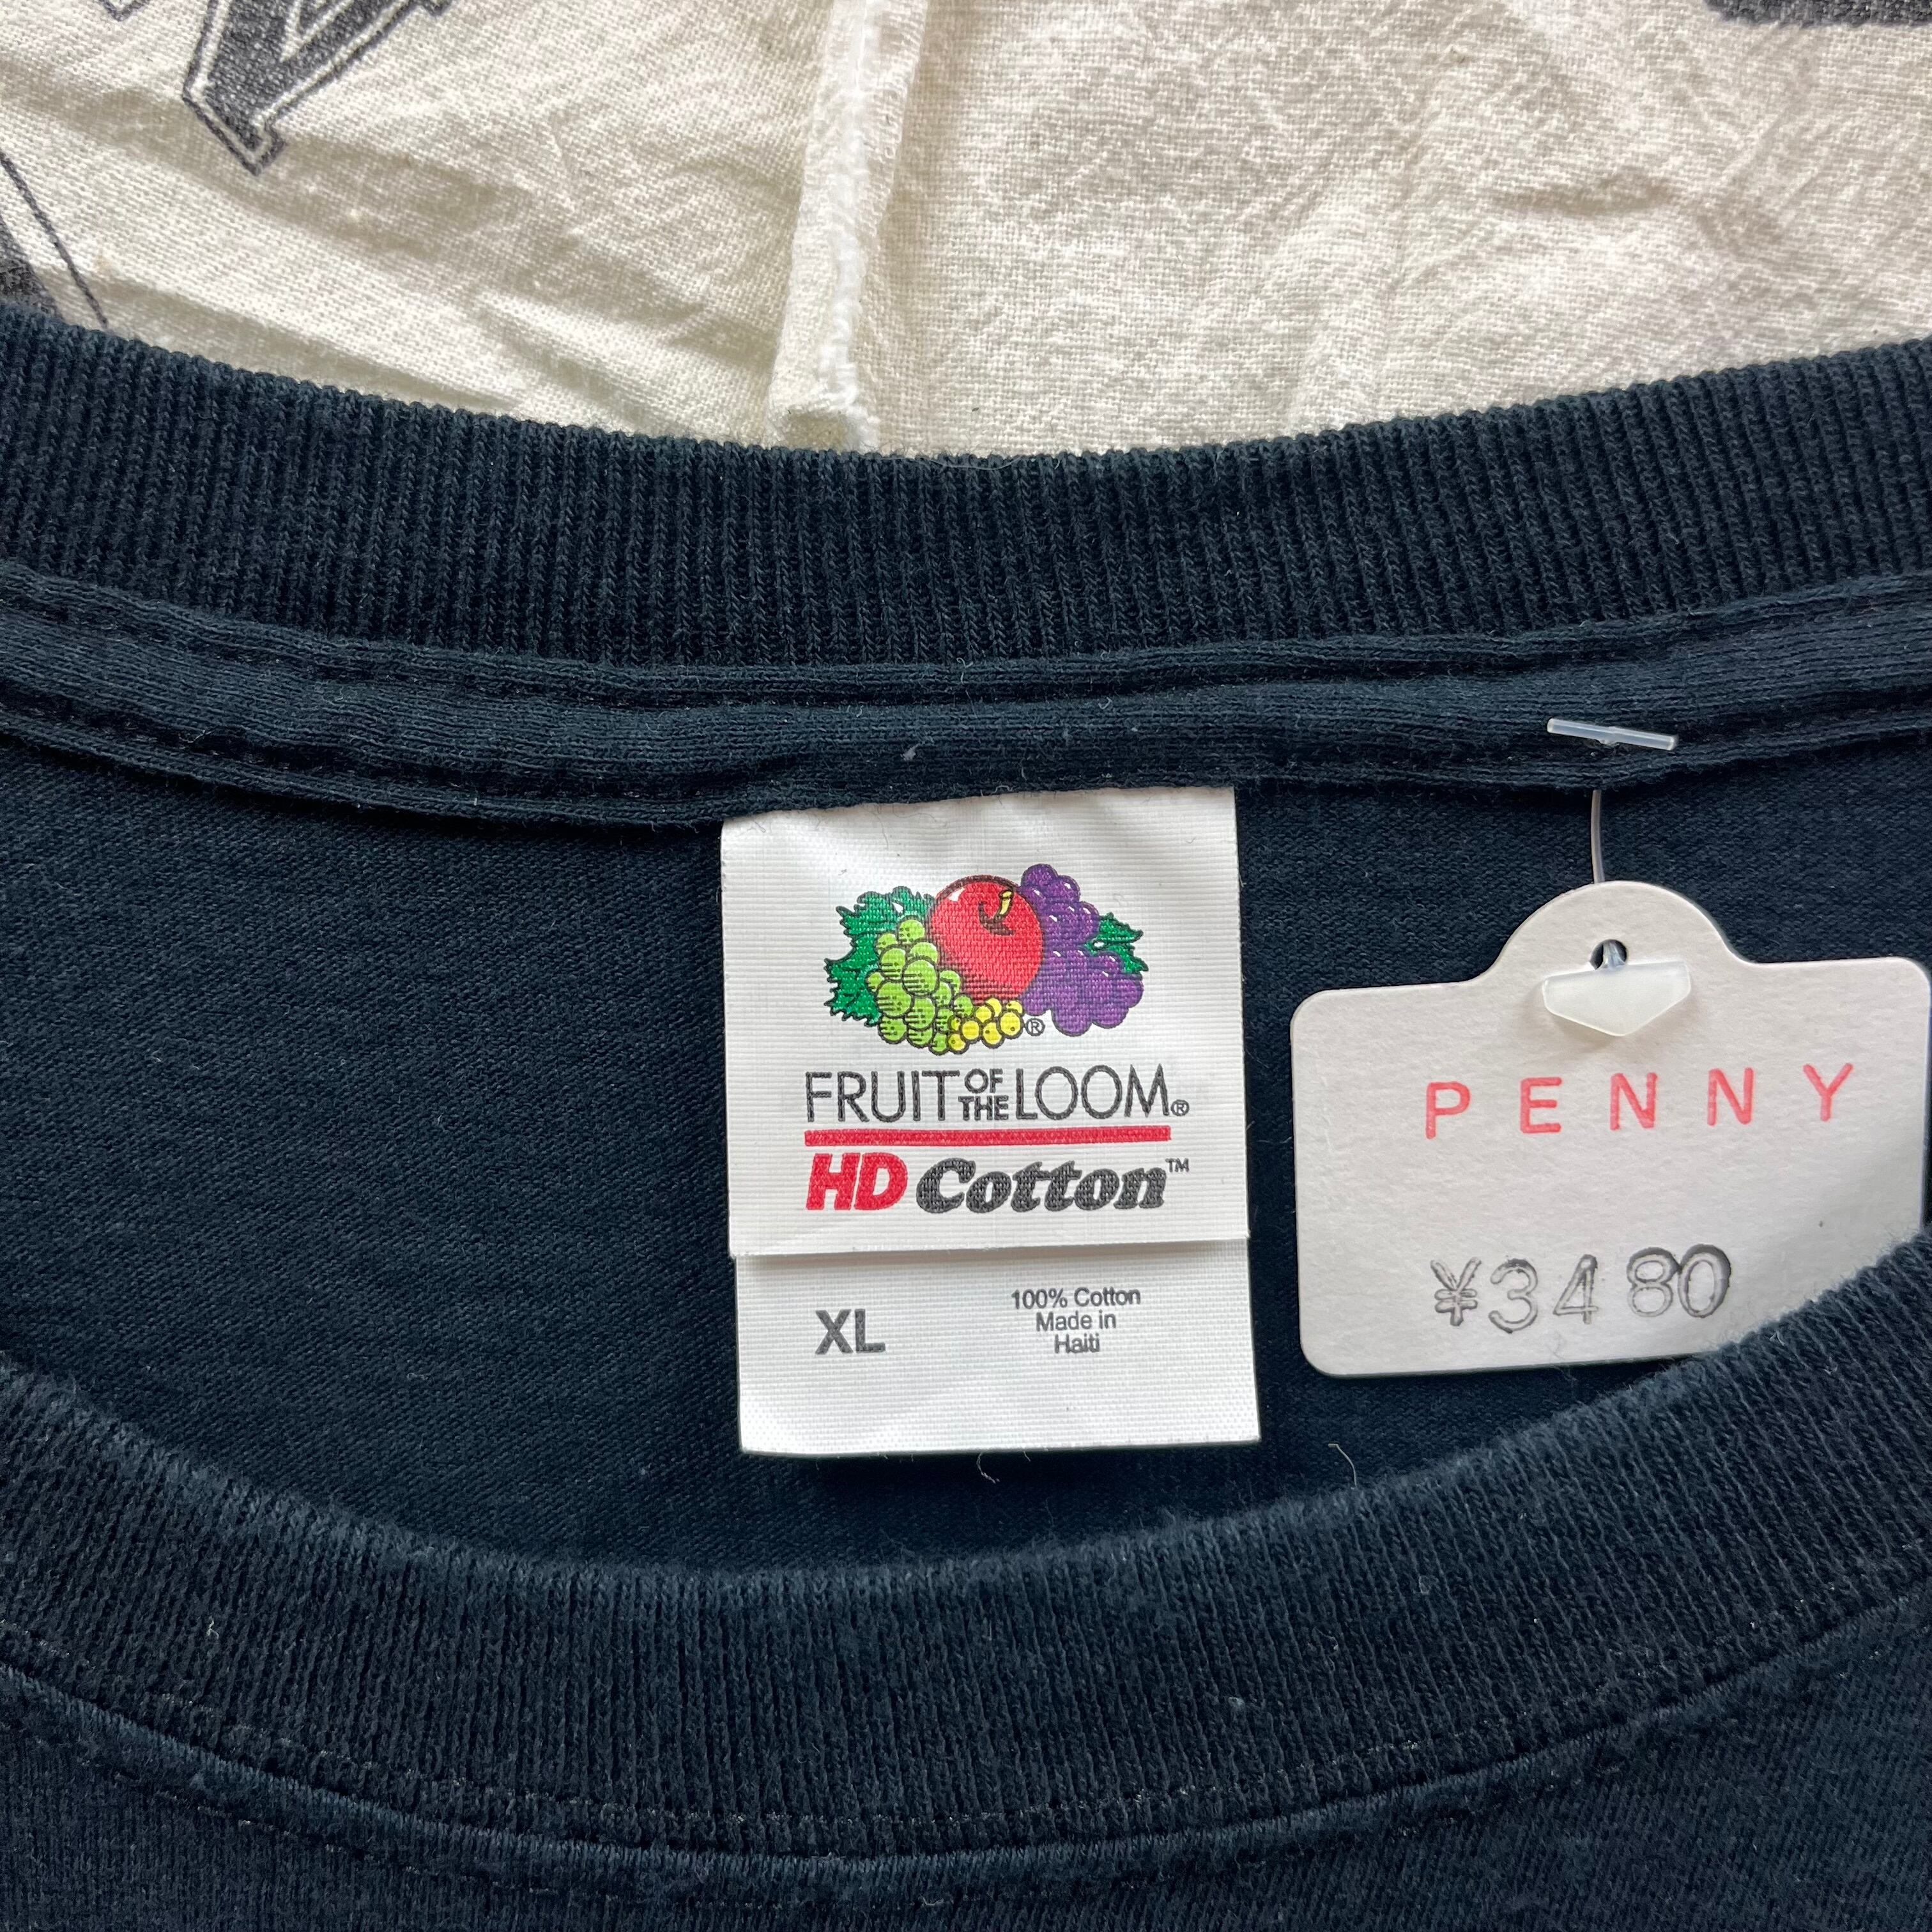 FRUIT OF THE LOOM®
HD Cotton™
XL
100% Cotton
Made in
Haiti
PENNY
¥3480